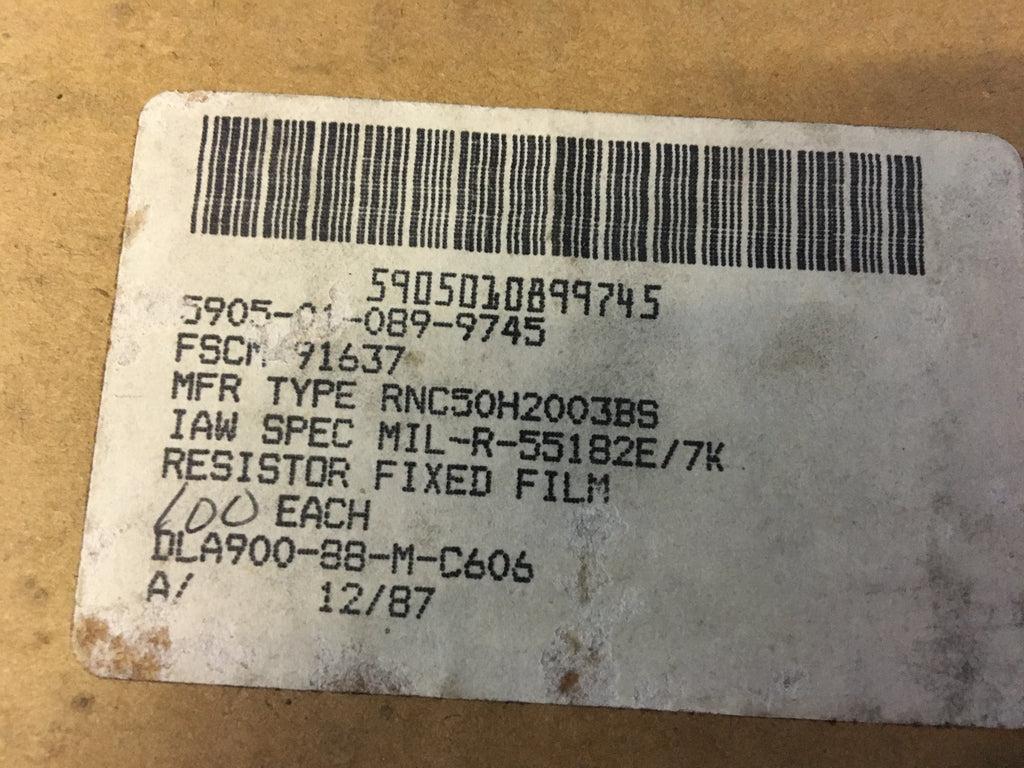 5905010899745
5905-01-089-9745
FSCM 91637
MFR TYPE RNC50H2003BS
IAW SPEC MIL-R-55182E/7K
RESISTOR FIXED FILM
100 EACH
DLA900-88-M-C606
A/ 12/87